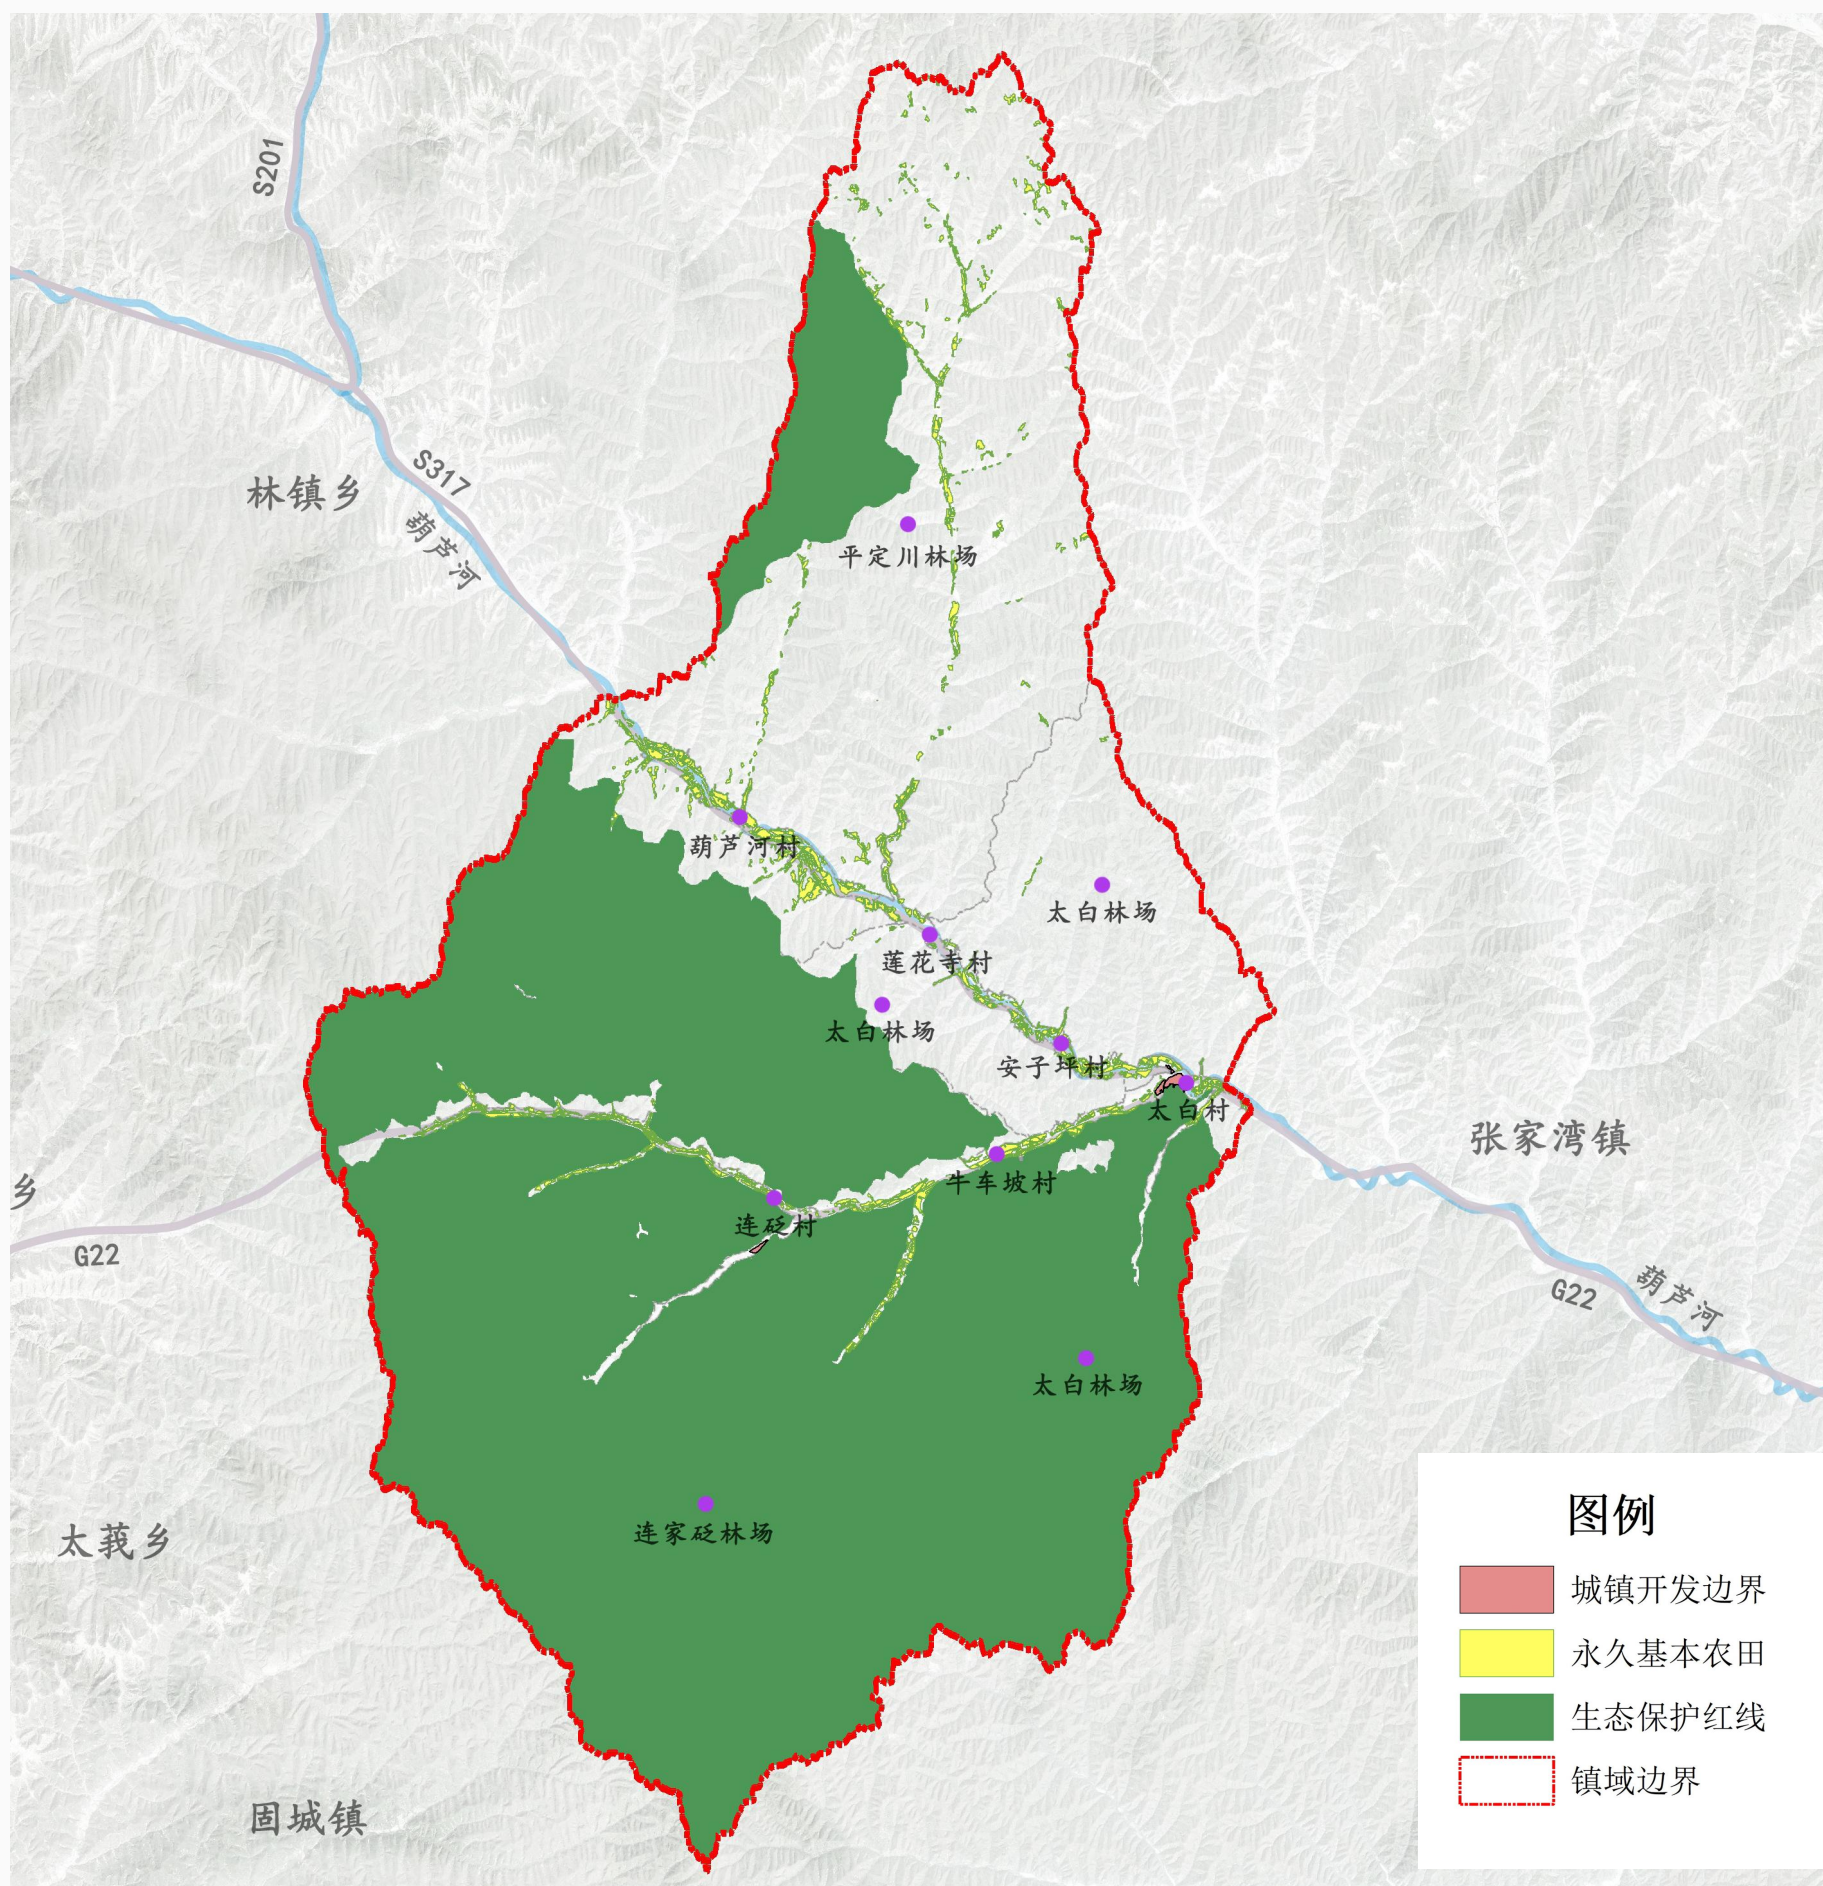 S201
S317
林镇乡
葫芦河
平定川林场
葫芦河村
太白林场
莲花寺村
太白林场
安子坪村
太白村
张家湾镇
牛车坡村
乡
连砭村
G22
G22
葫芦河
太白林场
连家砭林场
太莪乡
固城镇
图例
城镇开发边界
永久基本农田
生态保护红线
镇域边界